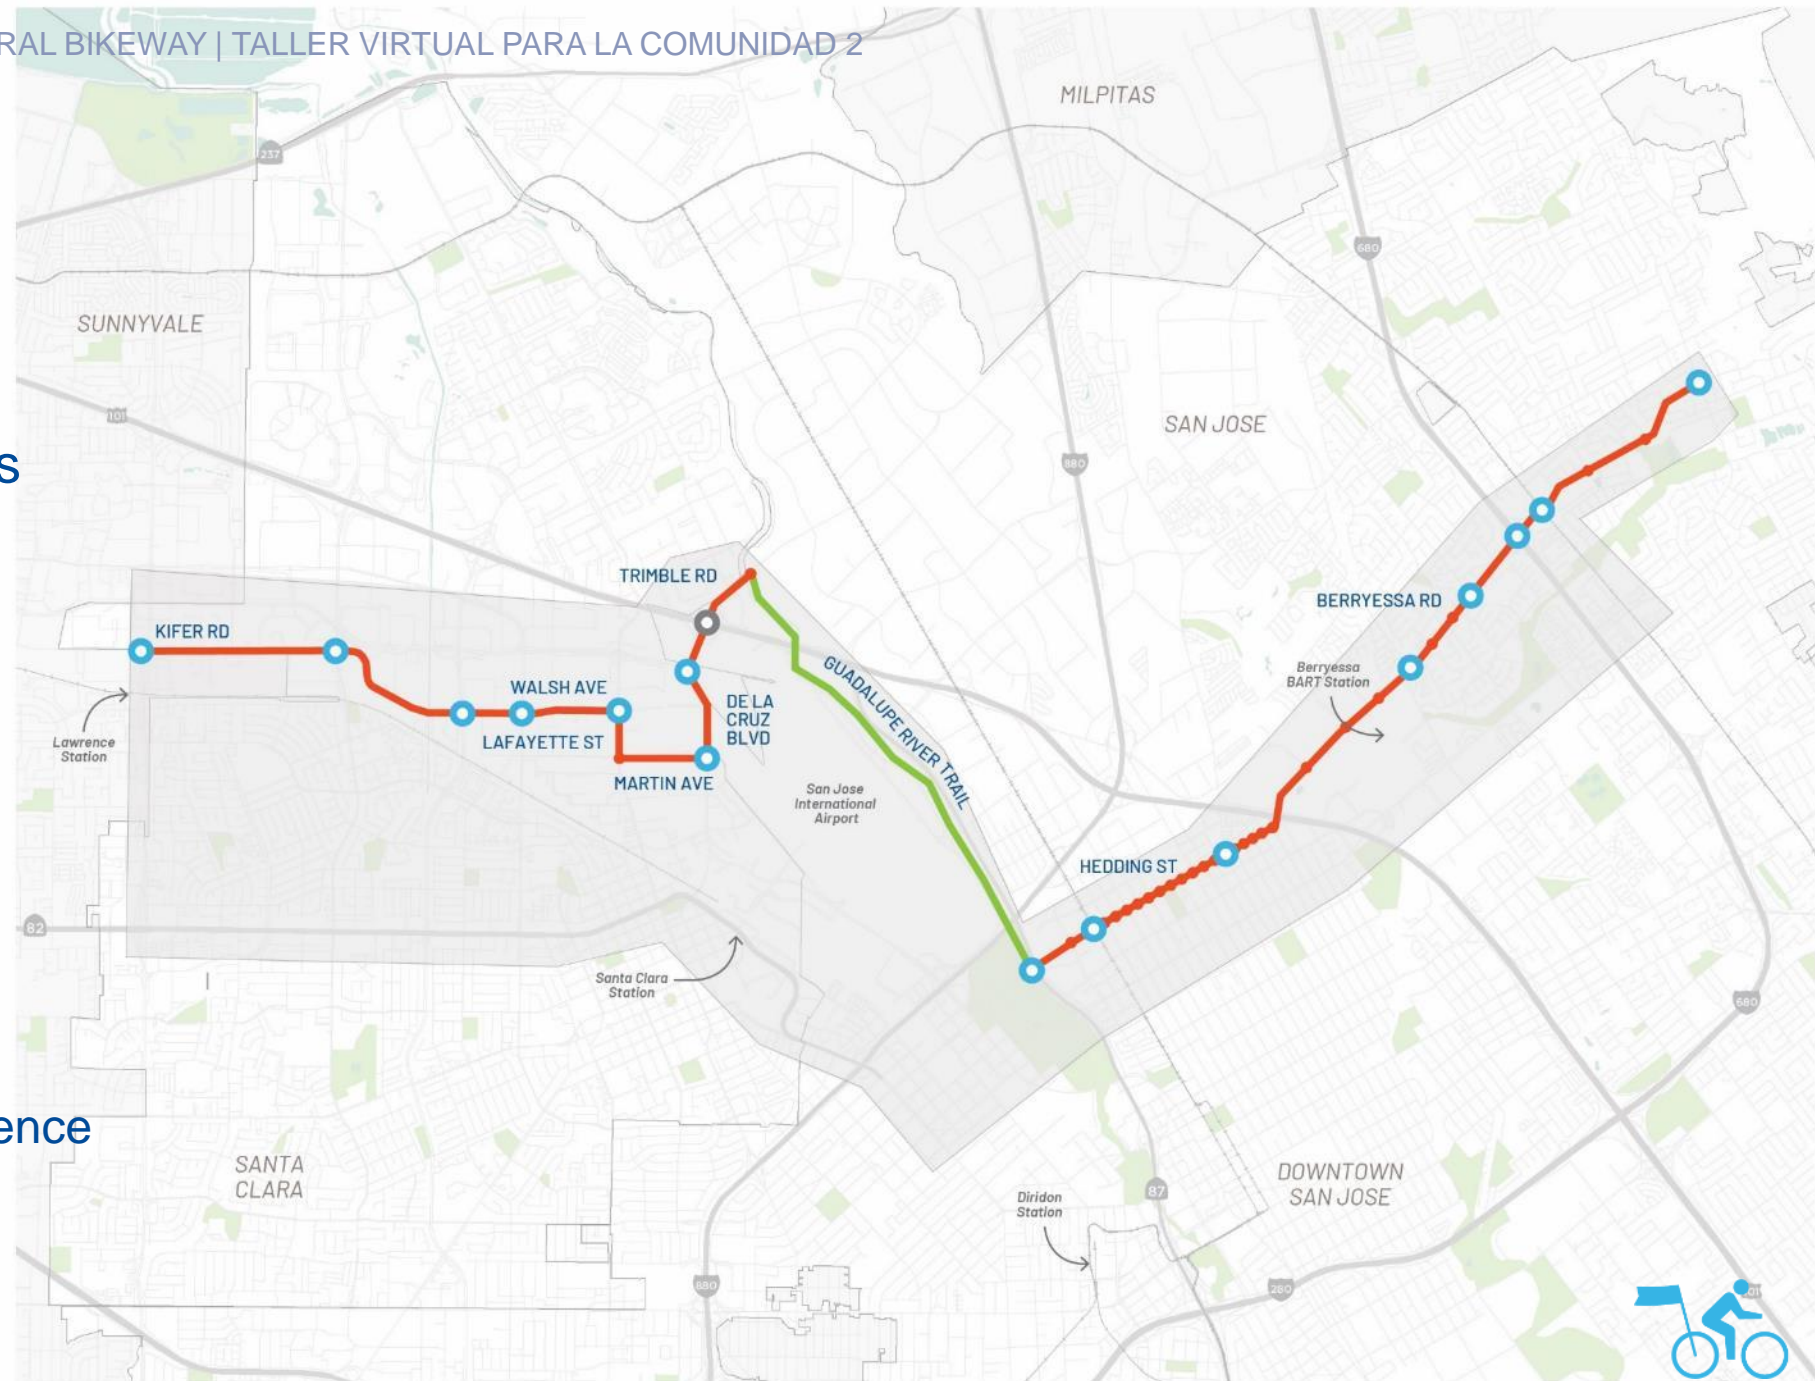 RAL BIKEWAY | TALLER VIRTUAL PARA LA COMUNIDAD 2
MILPITAS
237
680
SUNNYVALE
101
SAN JOSE
880
s
TRIMBLE RD
BERRYESSA RD
KIFER RD
Berryessa
BART Station
GUADALUPE RIVER TRAIL
WALSH AVE
DE LA
CRUZ
BLVD
LAFAYETTE ST
Lawrence
Station
MARTIN AVE
San Jose
International
Airport
HEDDING ST
82
Santa Clara
Station
680
ence
SANTA
CLARA
DOWNTOWN
SAN JOSE
Diridon
Station
87
880
280
101